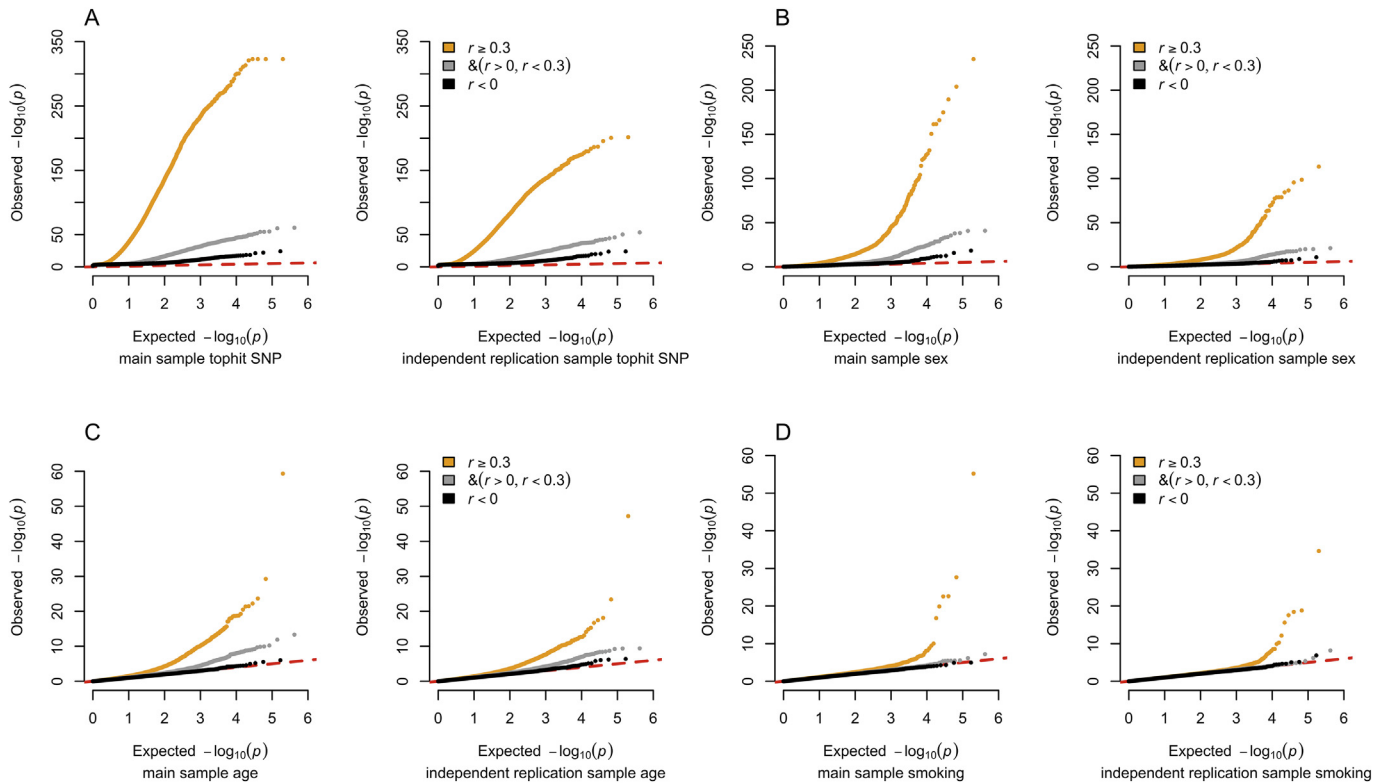 A
350
250
150
50
0
Observed −log₁₀(p)
0 1 2 3 4 5 6
Expected −log₁₀(p)
main sample tophit SNP
350
250
150
50
0
Observed −log₁₀(p)
r ≥ 0.3
&(r > 0, r < 0.3)
r < 0
0 1 2 3 4 5 6
Expected −log₁₀(p)
independent replication sample tophit SNP
B
250
200
150
100
50
0
Observed −log₁₀(p)
0 1 2 3 4 5 6
Expected −log₁₀(p)
main sample sex
250
200
150
100
50
0
Observed −log₁₀(p)
r ≥ 0.3
&(r > 0, r < 0.3)
r < 0
0 1 2 3 4 5 6
Expected −log₁₀(p)
independent replication sample sex
C
60
50
40
30
20
10
0
Observed −log₁₀(p)
0 1 2 3 4 5 6
Expected −log₁₀(p)
main sample age
60
50
40
30
20
10
0
Observed −log₁₀(p)
r ≥ 0.3
&(r > 0, r < 0.3)
r < 0
0 1 2 3 4 5 6
Expected −log₁₀(p)
independent replication sample age
D
60
50
40
30
20
10
0
Observed −log₁₀(p)
0 1 2 3 4 5 6
Expected −log₁₀(p)
main sample smoking
60
50
40
30
20
10
0
Observed −log₁₀(p)
r ≥ 0.3
&(r > 0, r < 0.3)
r < 0
0 1 2 3 4 5 6
Expected −log₁₀(p)
independent replication sample smoking